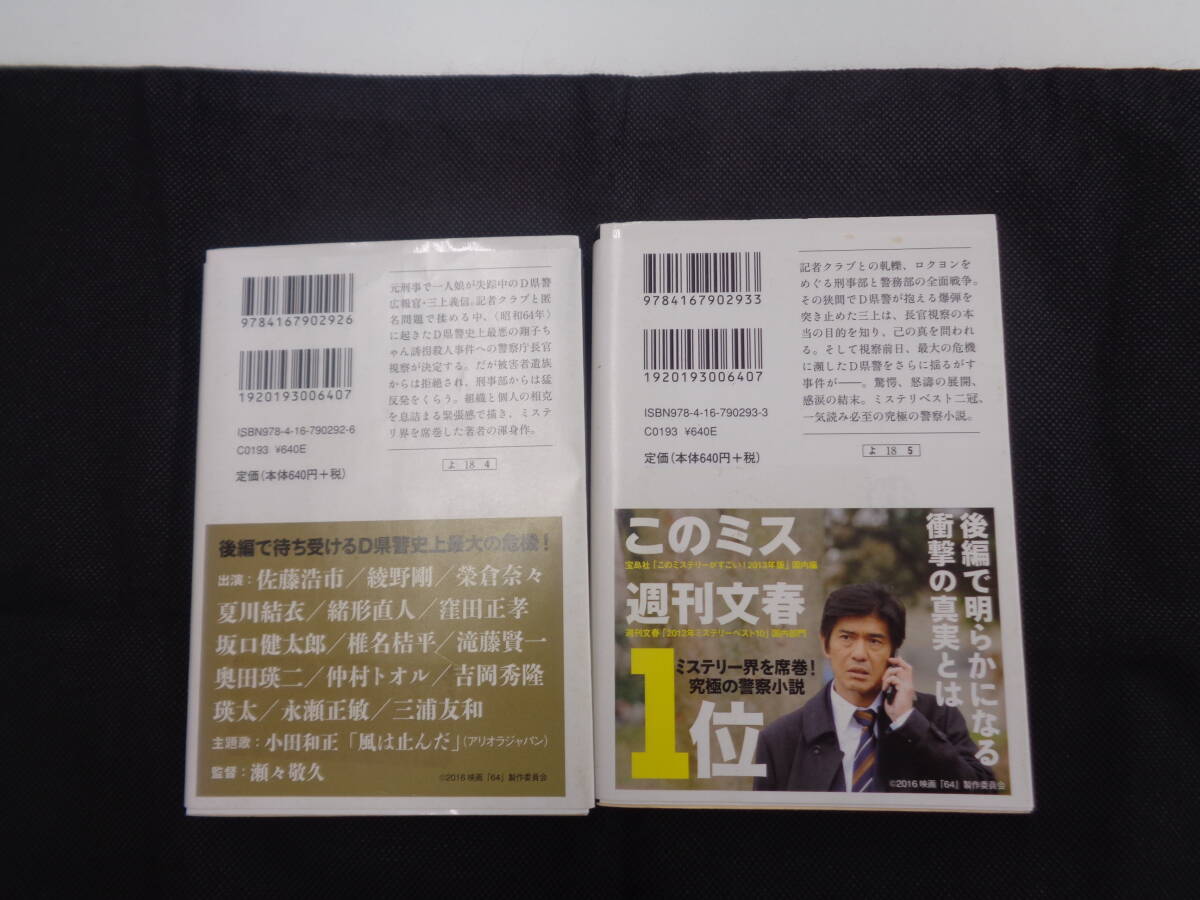 9784167902926
1920193006407
ISBN978-4-16-790292-6
C0193 ¥640E
定価(本体640円+税)
元刑事で一人娘が失踪中のD県警
広報官・三上義信。記者クラブと匿
名問題で揉める中、〈昭和64年〉
に起きたD県警史上最悪の翔子ち
ゃん誘拐殺人事件への警察庁長官
視察が決定する。だが被害者遺族
からは拒絶され、刑事部からは猛
反発をくらう。組織と個人の相克
を息詰まる緊張感で描き、ミステ
リ界を席巻した著者の渾身作。
よ 18 4
後編で待ち受けるD県警史上最大の危機!
出演:佐藤浩市/綾野剛/榮倉奈々
夏川結衣/緒形直人/窪田正孝
坂口健太郎/椎名桔平/滝藤賢一
奥田瑛二/仲村トオル/吉岡秀隆
瑛太/永瀬正敏/三浦友和
主題歌:小田和正「風は止んだ」(アリオラジャパン)
監督:瀬々敬久
©2016 映画「64」製作委員会
9784167902933
1920193006407
ISBN978-4-16-790293-3
C0193 ¥640E
定価(本体640円+税)
記者クラブとの軋轢、ロクヨンを
めぐる刑事部と警務部の全面戦争。
その狭間でD県警が抱える爆弾を
突き止めた三上は、長官視察の本
当の目的を知り、己の真を問われ
る。そして視察前日、最大の危機
に瀕したD県警をさらに揺るがす
事件が――。驚愕、怒濤の展開、
感涙の結末。ミステリベスト二冠、
一気読み必至の究極の警察小説。
よ 18 5
このミス
宝島社「このミステリーがすごい!2013年版」国内編
週刊文春
週刊文春「2012年ミステリーベスト10」国内部門
1位
ミステリー界を席巻!
究極の警察小説
後編で明らかになる
衝撃の真実とは
©2016 映画「64」製作委員会